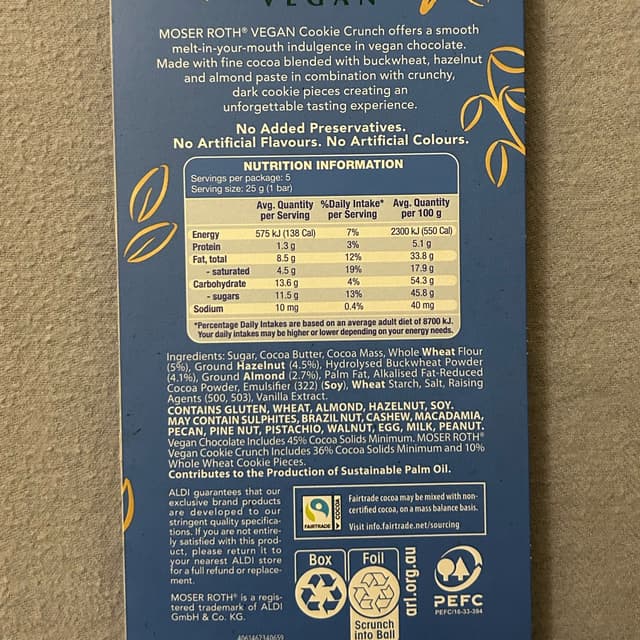 VEGAN
MOSER ROTH® VEGAN Cookie Crunch offers a smooth
melt-in-your-mouth indulgence in vegan chocolate.
Made with fine cocoa blended with buckwheat, hazelnut
and almond paste in combination with crunchy,
dark cookie pieces creating an
unforgettable tasting experience.
No Added Preservatives.
No Artificial Flavours. No Artificial Colours.
NUTRITION INFORMATION
Servings per package: 5
Serving size: 25 g (1 bar)
Avg. Quantity %Daily Intake* Avg. Quantity
per Serving per Serving per 100 g
Energy 575 kJ (138 Cal) 7% 2300 kJ (550 Cal)
Protein 1.3 g 3% 5.1 g
Fat, total 8.5 g 12% 33.8 g
- saturated 4.5 g 19% 17.9 g
Carbohydrate 13.6 g 4% 54.3 g
- sugars 11.5 g 13% 45.8 g
Sodium 10 mg 0.4% 40 mg
*Percentage Daily Intakes are based on an average adult diet of 8700 kJ.
Your daily intakes may be higher or lower depending on your energy needs.
Ingredients: Sugar, Cocoa Butter, Cocoa Mass, Whole Wheat Flour
(5%), Ground Hazelnut (4.5%), Hydrolysed Buckwheat Powder
(4.1%), Ground Almond (2.7%), Palm Fat, Alkalised Fat-Reduced
Cocoa Powder, Emulsifier (322) (Soy), Wheat Starch, Salt, Raising
Agents (500, 503), Vanilla Extract.
CONTAINS GLUTEN, WHEAT, ALMOND, HAZELNUT, SOY.
MAY CONTAIN SULPHITES, BRAZIL NUT, CASHEW, MACADAMIA,
PECAN, PINE NUT, PISTACHIO, WALNUT, EGG, MILK, PEANUT.
Vegan Chocolate Includes 45% Cocoa Solids Minimum. MOSER ROTH®
Vegan Cookie Crunch Includes 36% Cocoa Solids Minimum and 10%
Whole Wheat Cookie Pieces.
Contributes to the Production of Sustainable Palm Oil.
ALDI guarantees that our
exclusive brand products
are developed to our
stringent quality specifica-
tions. If you are not entire-
ly satisfied with this prod-
uct, please return it to
your nearest ALDI store
for a full refund or replace-
ment.
MOSER ROTH® is a regis-
tered trademark of ALDI
GmbH & Co. KG.
FAIRTRADE
COCOA
Fairtrade cocoa may be mixed with non-
certified cocoa, on a mass balance basis.
Visit info.fairtrade.net/sourcing
Box
Foil
Scrunch
into Ball
arl.org.au
PEFC
PEFC/16-33-394
4061462340659